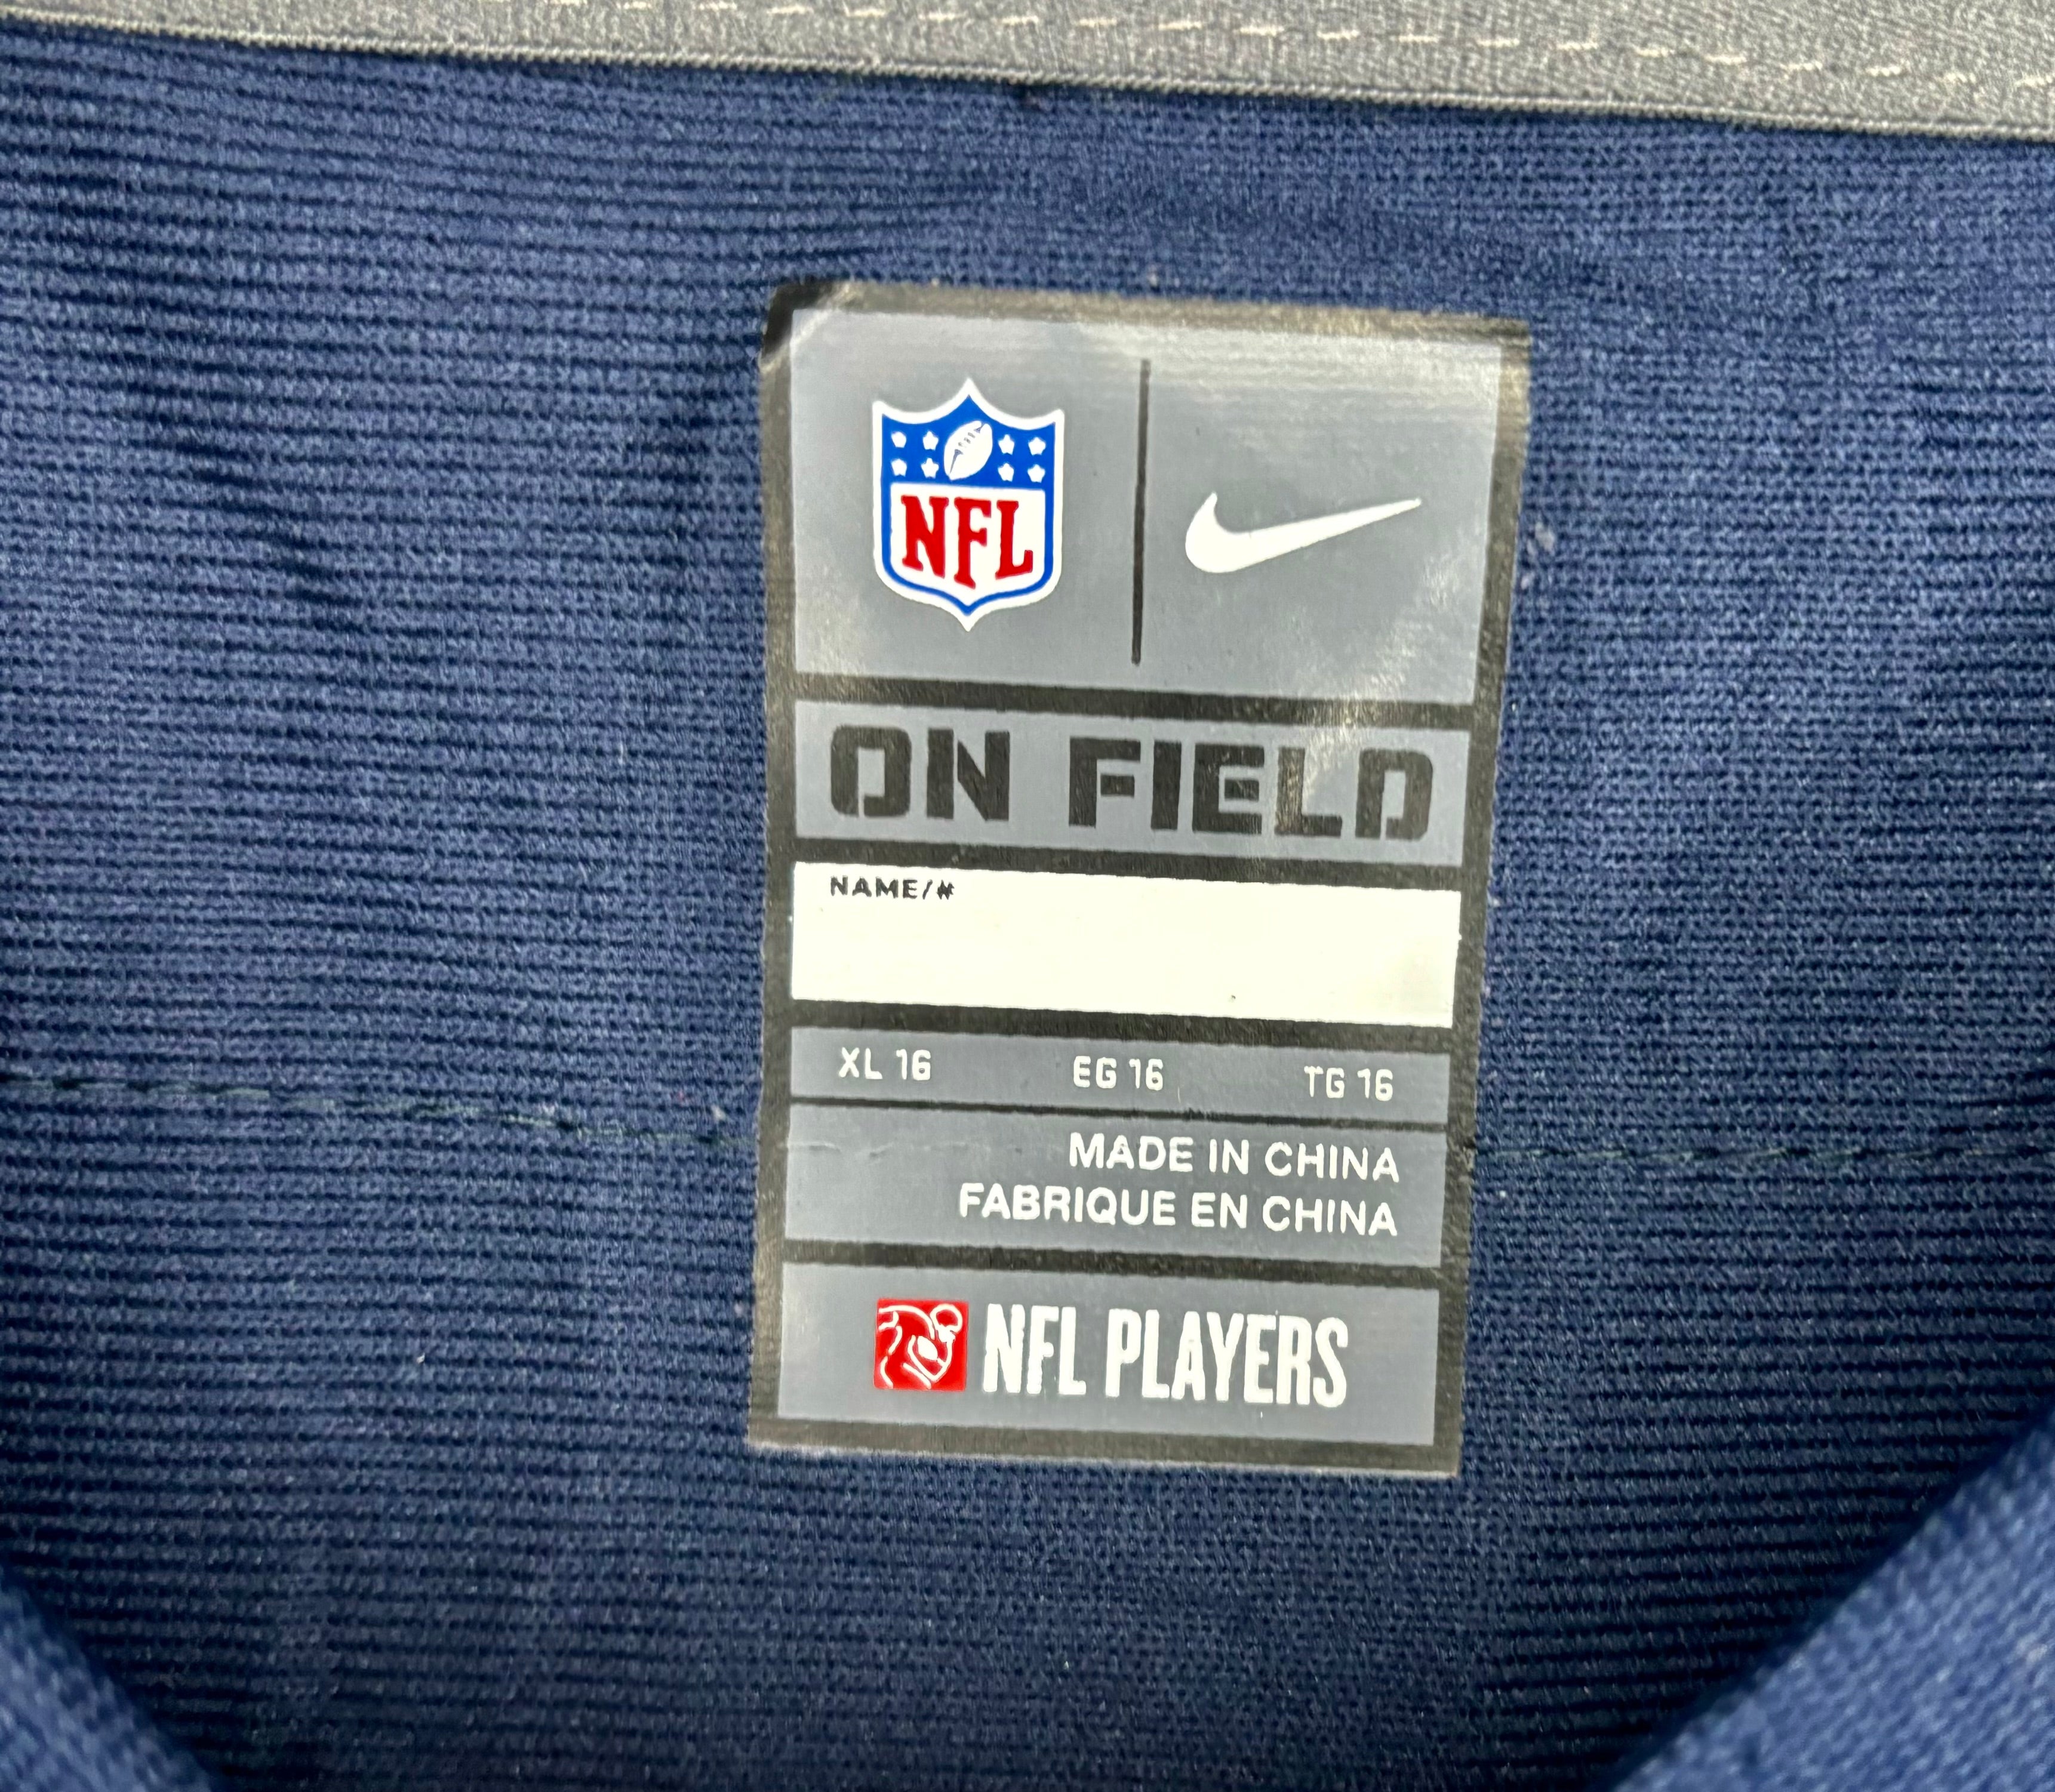 NFL
ON FIELD
NAME/#
XL 16 EG 16 TG 16
MADE IN CHINA
FABRIQUE EN CHINA
NFL PLAYERS